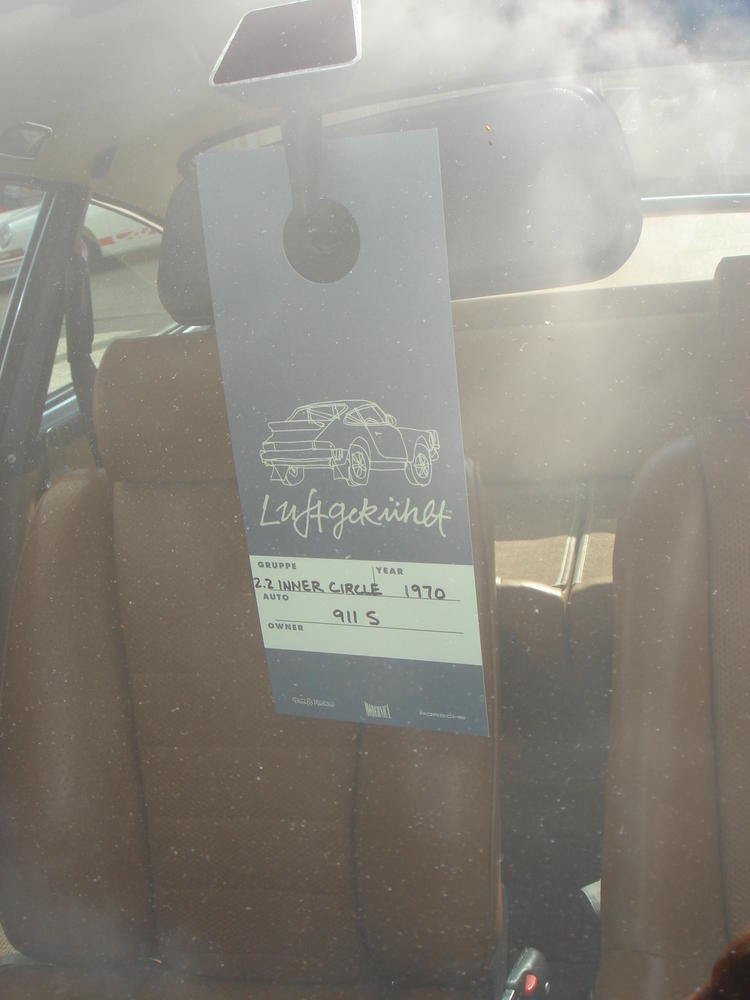 Luftgekühlt
GRUPPE YEAR
2.2 INNER CIRCLE 1970
AUTO
911 S
OWNER
PORSCHE